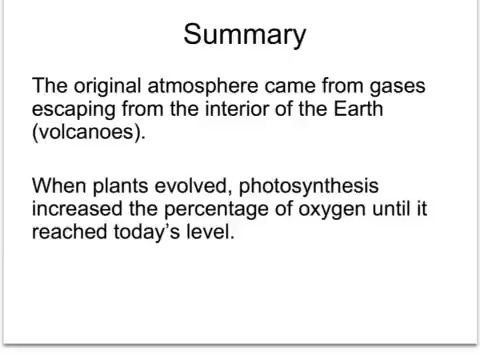 Summary
The original atmosphere came from gases
escaping from the interior of the Earth
(volcanoes).
When plants evolved, photosynthesis
increased the percentage of oxygen until it
reached today’s level.